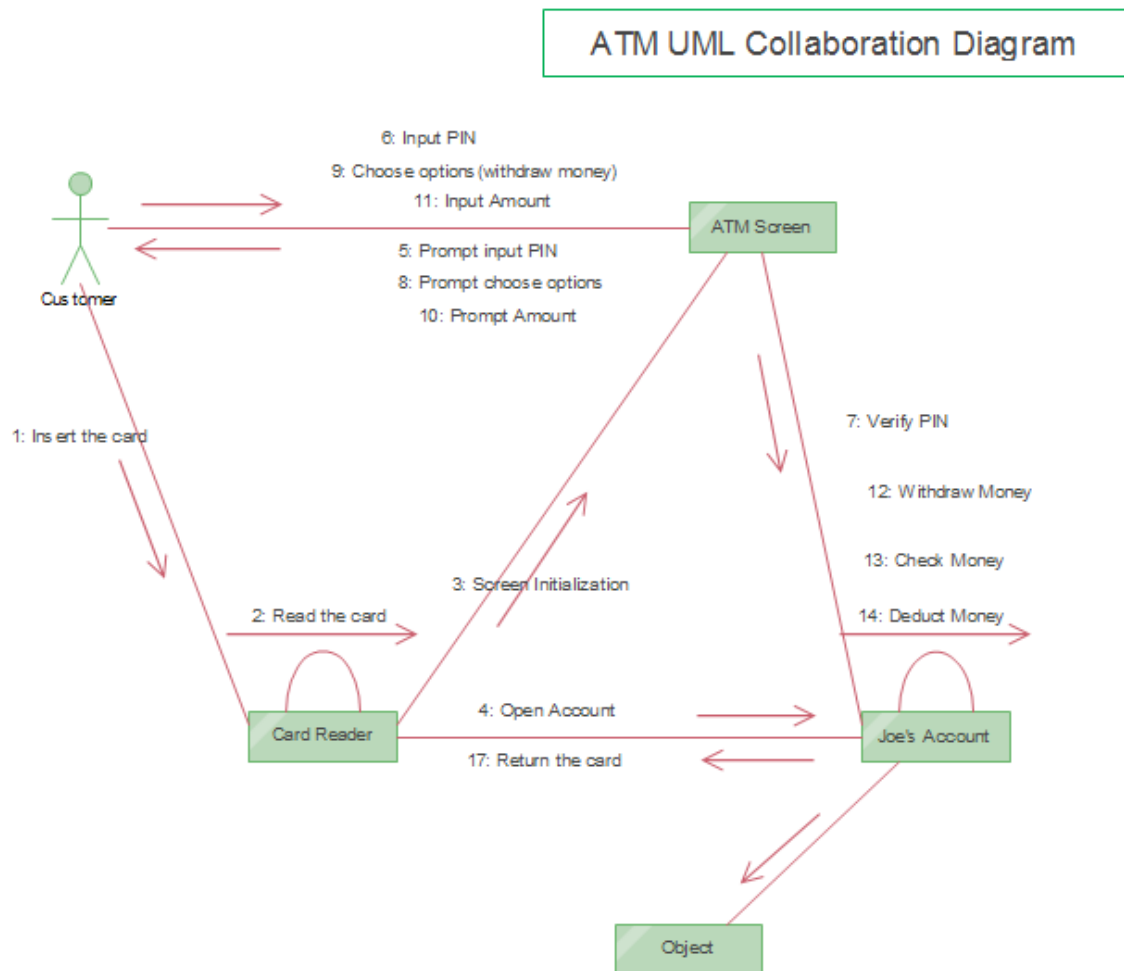 ATM UML Collaboration Diagram
6: Input PIN
9: Choose options (withdraw money)
11: Input Amount
ATM Screen
5: Prompt input PIN
8: Prompt choose options
10: Prompt Amount
Customer
1: Insert the card
7: Verify PIN
12: Withdraw Money
13: Check Money
3: Screen Initialization
2: Read the card
14: Deduct Money
4: Open Account
Card Reader
Joe's Account
17: Return the card
Object